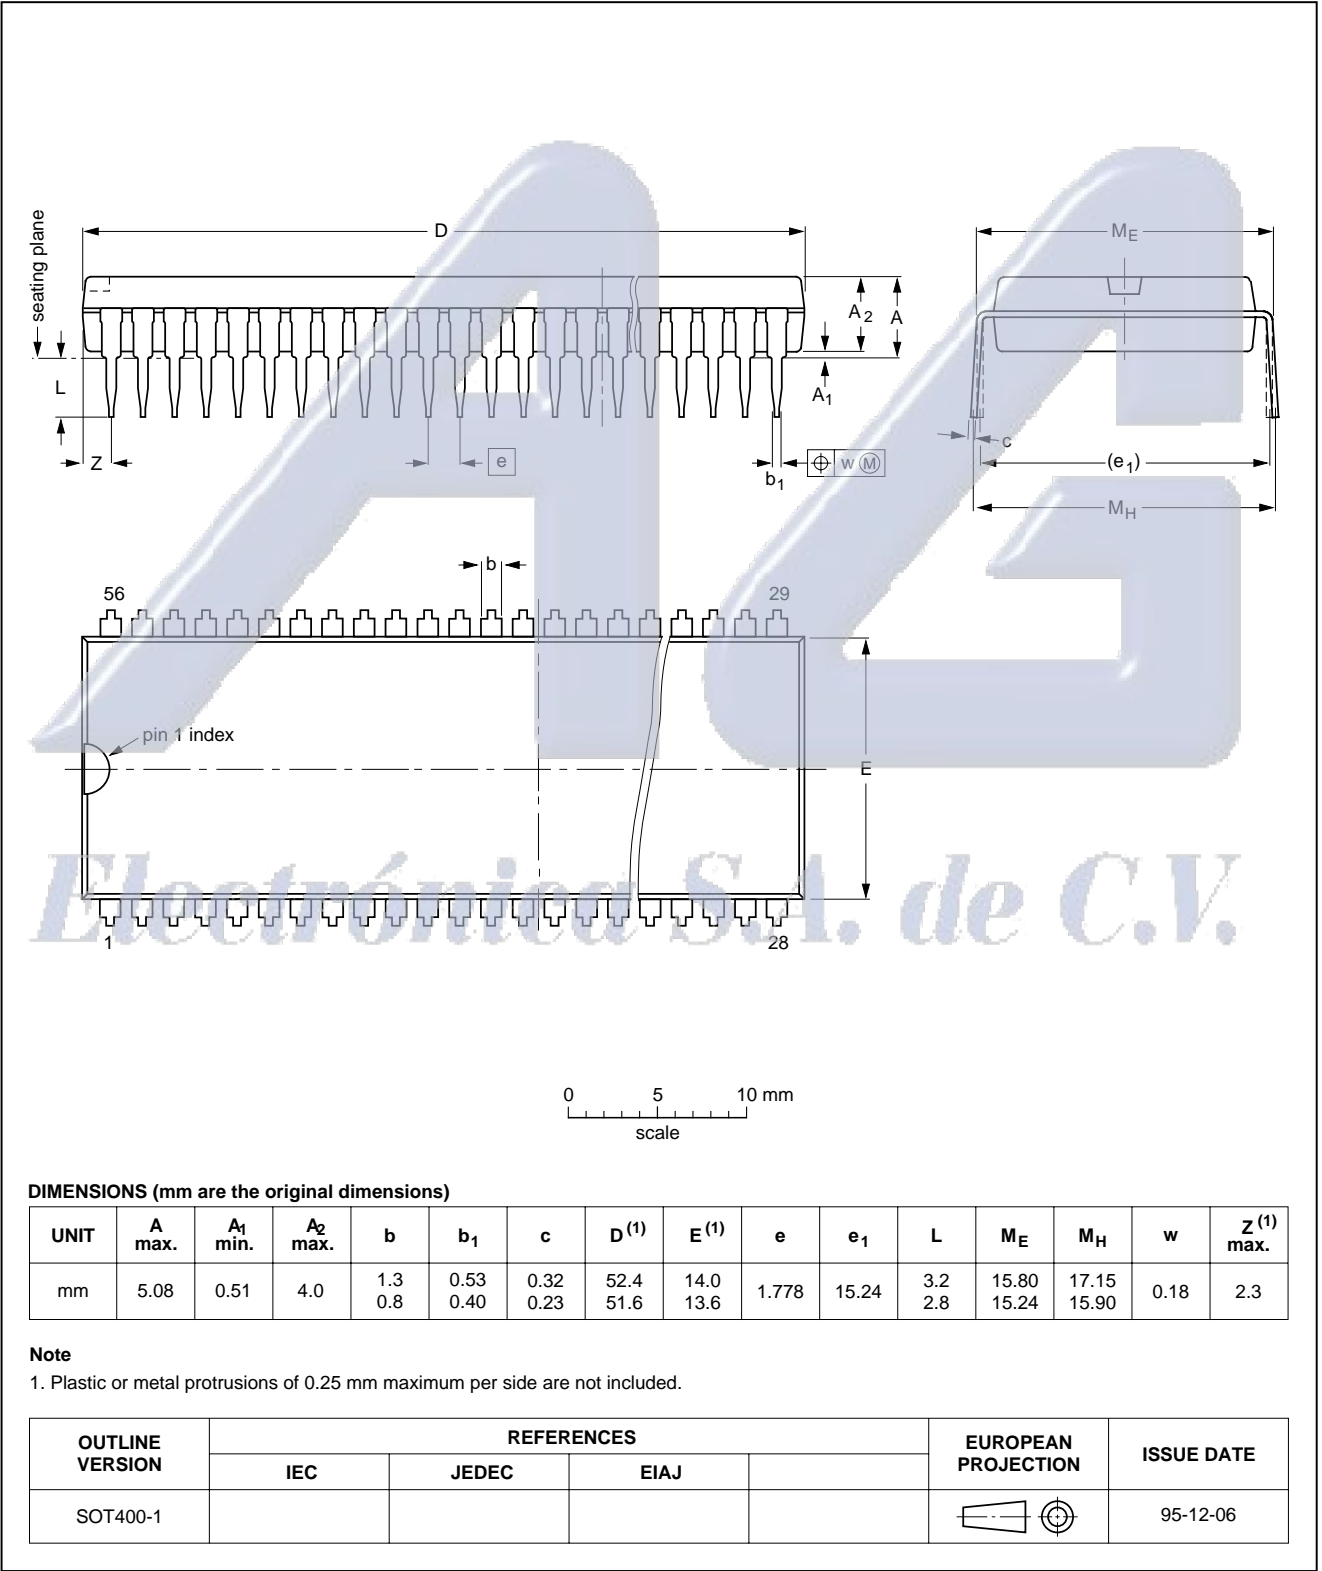 seating plane
D
M E
A 2
A
L
A 1
Z
e
b 1
w M
c
(e 1 )
M H
b
56
29
pin 1 index
E
1
28
Electrónica S.A. de C.V.
0 5 10 mm
scale
DIMENSIONS (mm are the original dimensions)
UNIT A max. A1 min. A2 max. b b1 c D(1) E(1) e e1 L ME MH w Z(1) max.
mm 5.08 0.51 4.0 1.3 0.8 0.53 0.40 0.32 0.23 52.4 51.6 14.0 13.6 1.778 15.24 3.2 2.8 15.80 15.24 17.15 15.90 0.18 2.3
Note
1. Plastic or metal protrusions of 0.25 mm maximum per side are not included.
OUTLINE VERSION REFERENCES EUROPEAN PROJECTION ISSUE DATE
IEC JEDEC EIAJ
SOT400-1 95-12-06